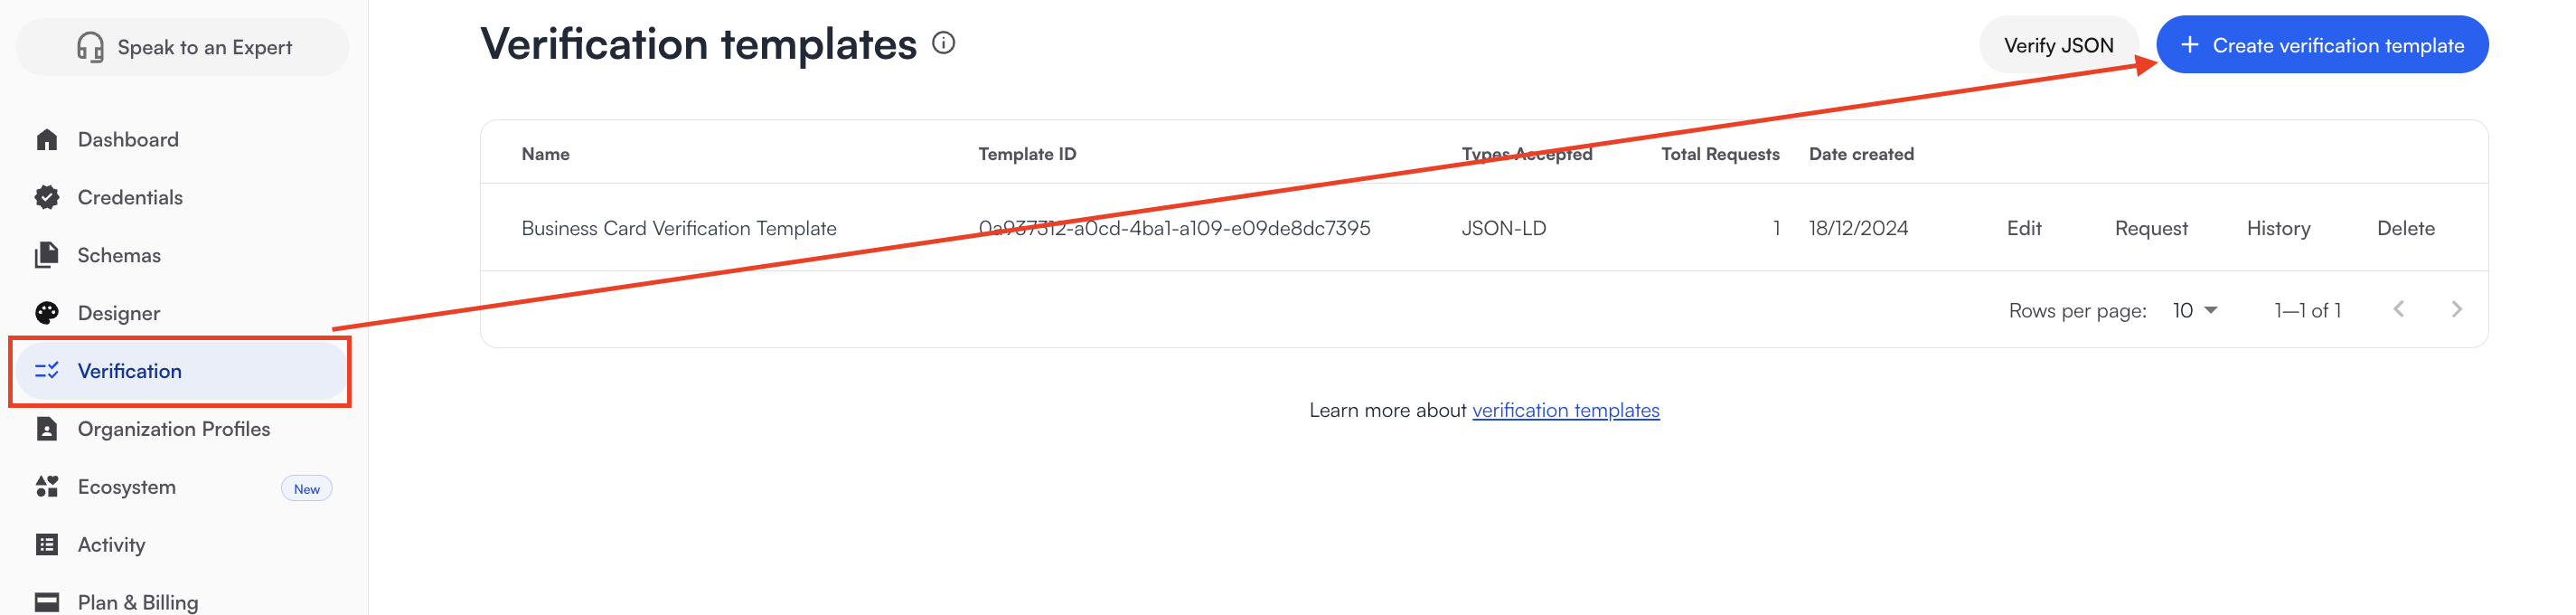 Speak to an Expert
Dashboard
Credentials
Schemas
Designer
Verification
Organization Profiles
Ecosystem New
Activity
Plan & Billing
Verification templates
Verify JSON
+ Create verification template
Name Template ID Types Accepted Total Requests Date created
Business Card Verification Template 0a937312-a0cd-4ba1-a109-e09de8dc7395 JSON-LD 1 18/12/2024 Edit Request History Delete
Rows per page: 10 1–1 of 1
Learn more about verification templates